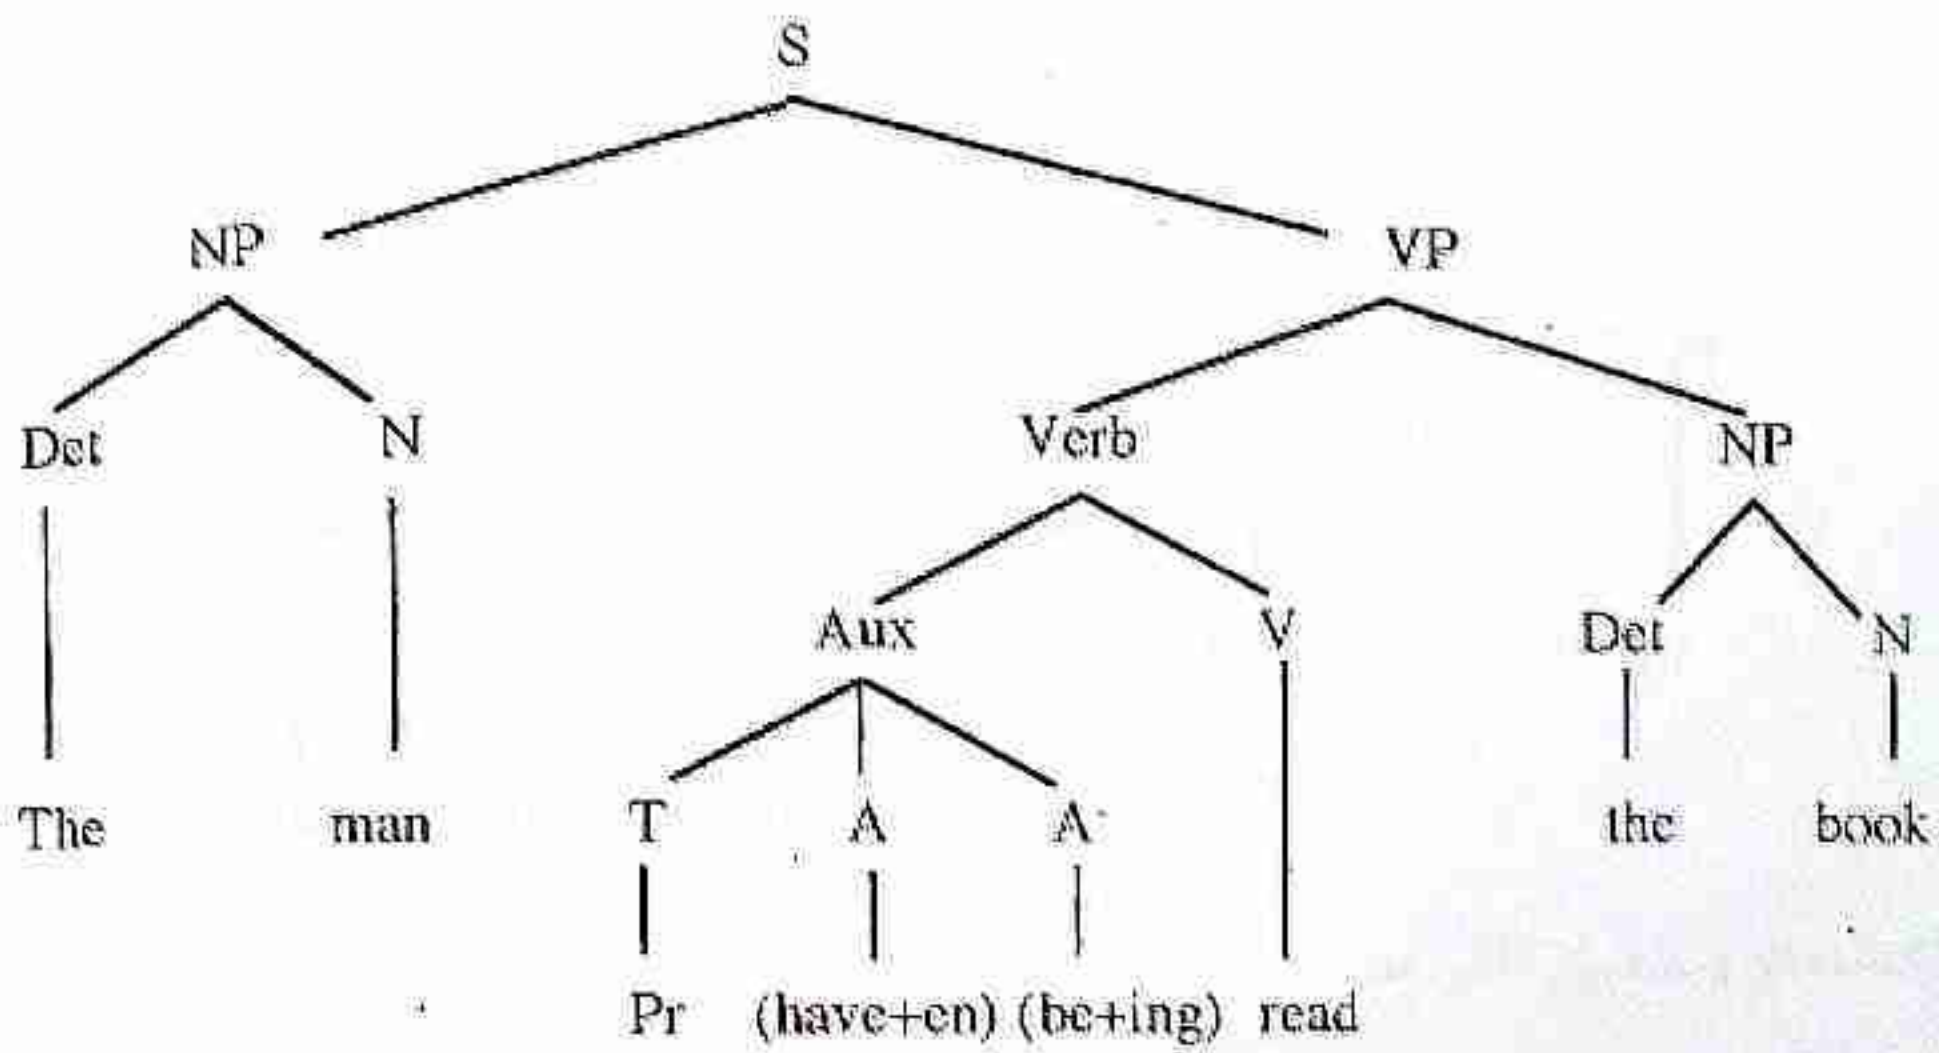 S
NP VP
Det N Verb NP
Aux V Det N
The man T A A the book
Pr (have+en) (be+ing) read